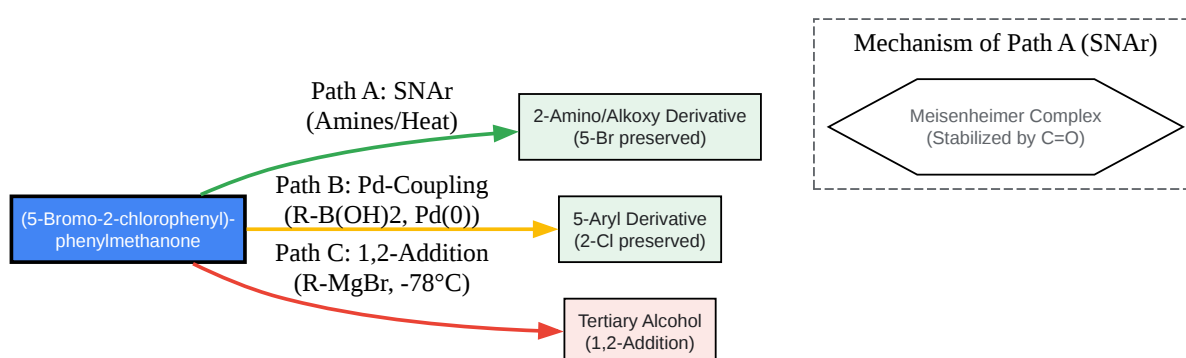 Mechanism of Path A (SNAr)
Meisenheimer Complex
(Stabilized by C=O)
Path A: SNAr
(Amines/Heat)
2-Amino/Alkoxy Derivative
(5-Br preserved)
(5-Bromo-2-chlorophenyl)-
phenylmethanone
Path B: Pd-Coupling
(R-B(OH)2, Pd(0))
5-Aryl Derivative
(2-Cl preserved)
Path C: 1,2-Addition
(R-MgBr, -78°C)
Tertiary Alcohol
(1,2-Addition)